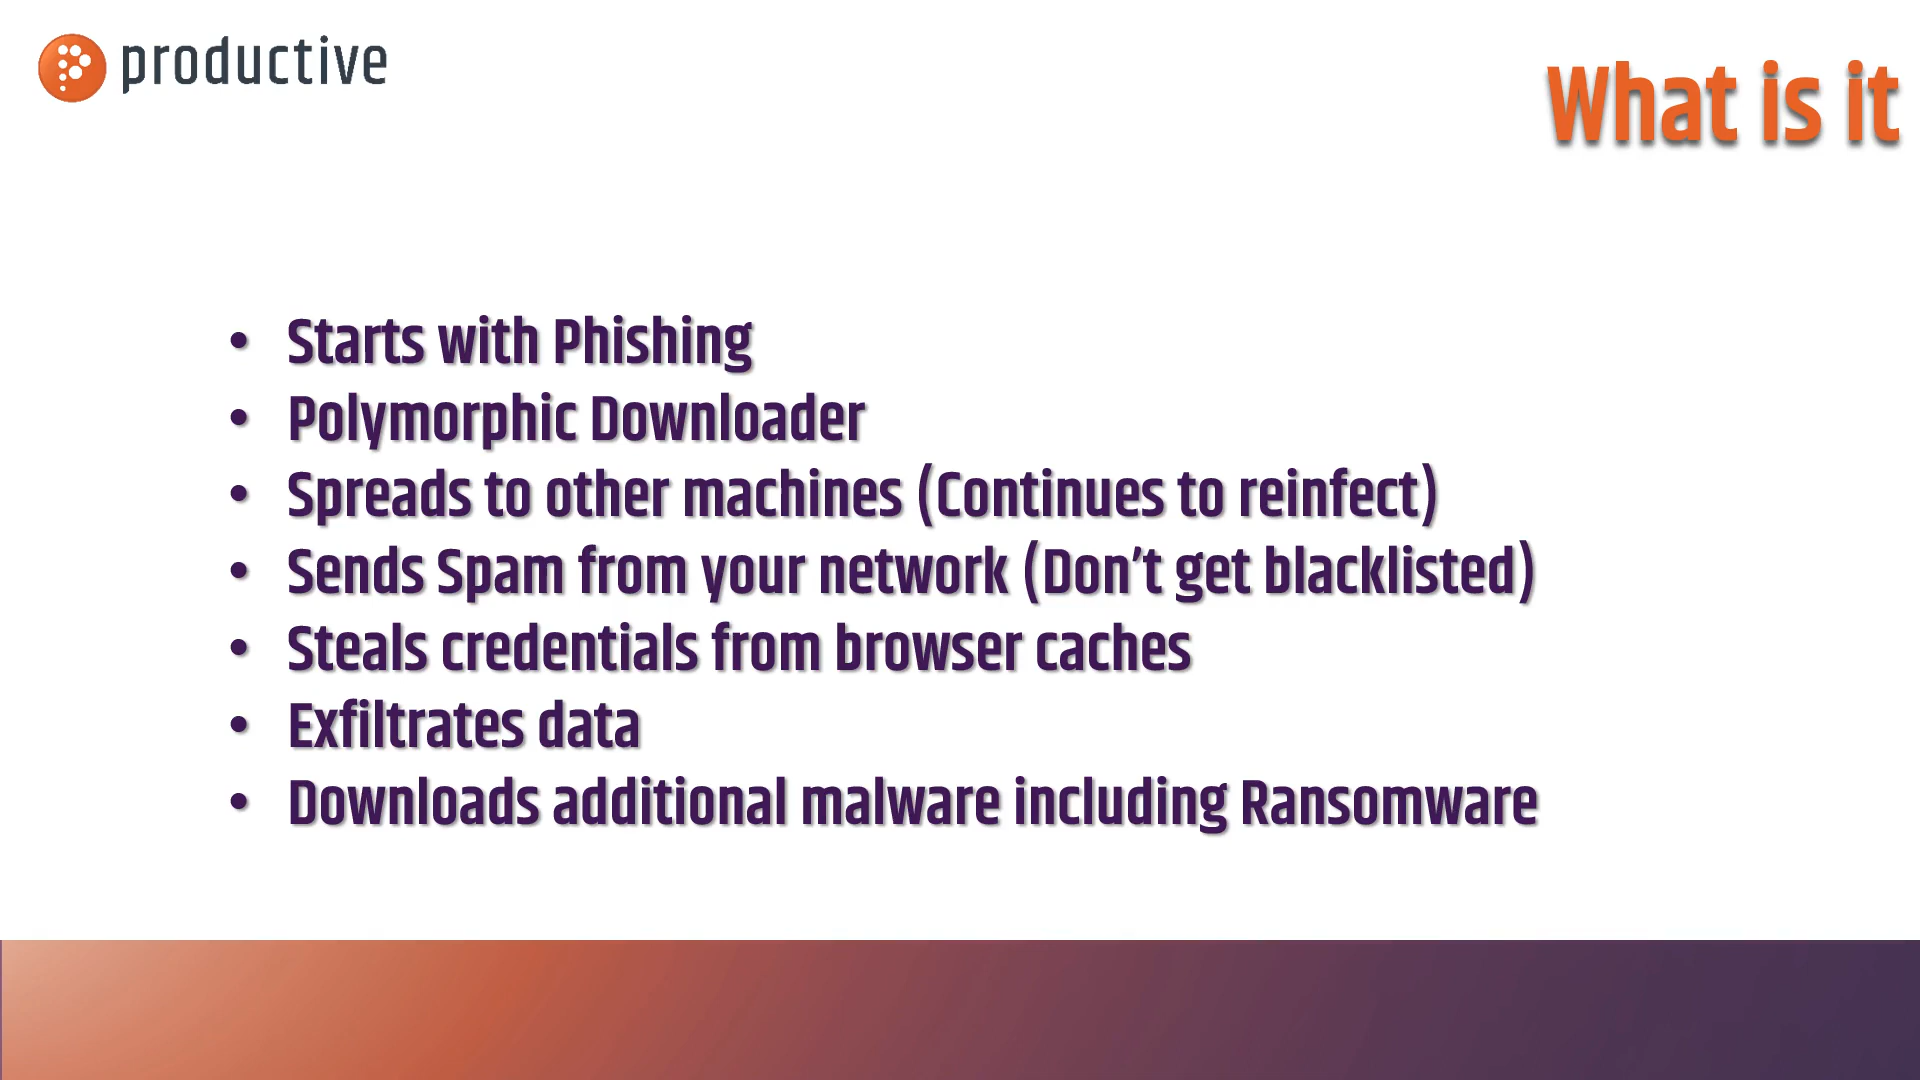 productive
What is it
• Starts with Phishing
• Polymorphic Downloader
• Spreads to other machines (Continues to reinfect)
• Sends Spam from your network (Don’t get blacklisted)
• Steals credentials from browser caches
• Exfiltrates data
• Downloads additional malware including Ransomware